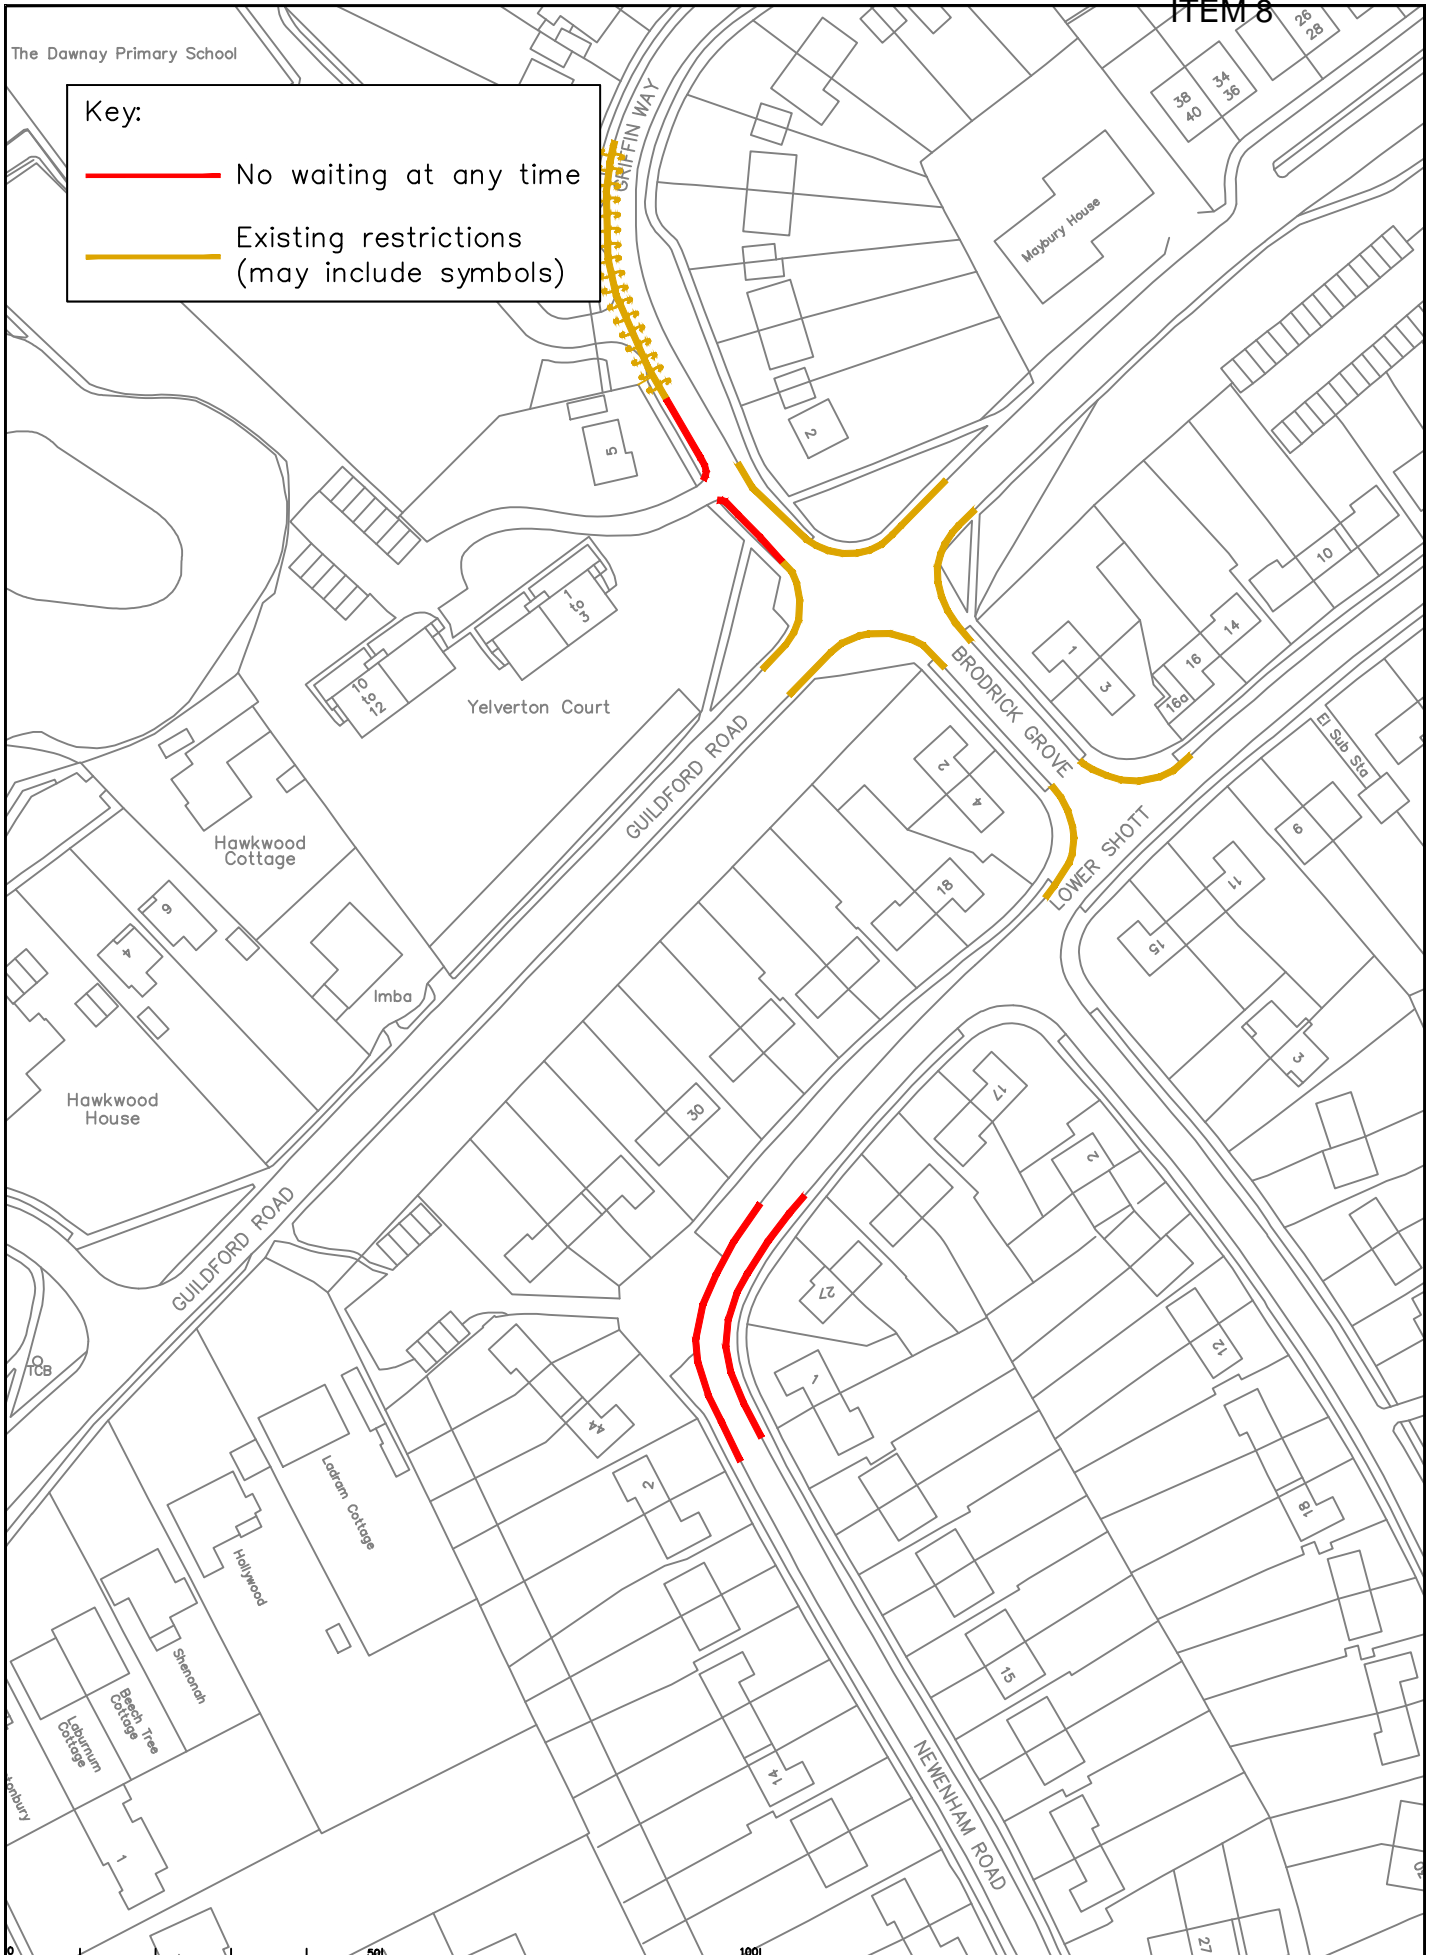 ITEM 8
The Dawnay Primary School
Key:
No waiting at any time
Existing restrictions
(may include symbols)
GRIFFIN WAY
26
28
34
36
38
40
Maybury House
2
5
1
to
3
10
to
12
Yelverton Court
10
14
16
16a
1
3
BRODRICK GROVE
El Sub Sta
GUILDFORD ROAD
2
4
6
11
15
OWER SHOTT
18
Hawkwood
Cottage
6
4
Imba
3
Hawkwood
House
30
17
2
GUILDFORD ROAD
27
12
TCB
1
44
2
18
Ladram Cottage
Hollywood
Shenonah
Beech Tree
Cottage
Laburnum
Cottage
tonbury
15
14
NEWENHAM ROAD
1
27
0
50
100